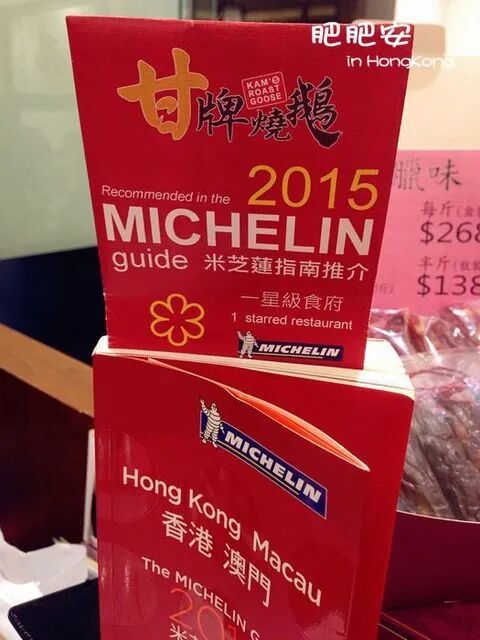 肥肥安
in HongKong
甘牌燒鵝
KAM'S
ROAST
GOOSE
Recommended in the 2015
MICHELIN
guide 米芝蓮指南推介
一星級食府
1 starred restaurant
MICHELIN
臘味
每斤
$268
半斤
$138
MICHELIN
Hong Kong Macau
香港 澳門
The MICHELIN